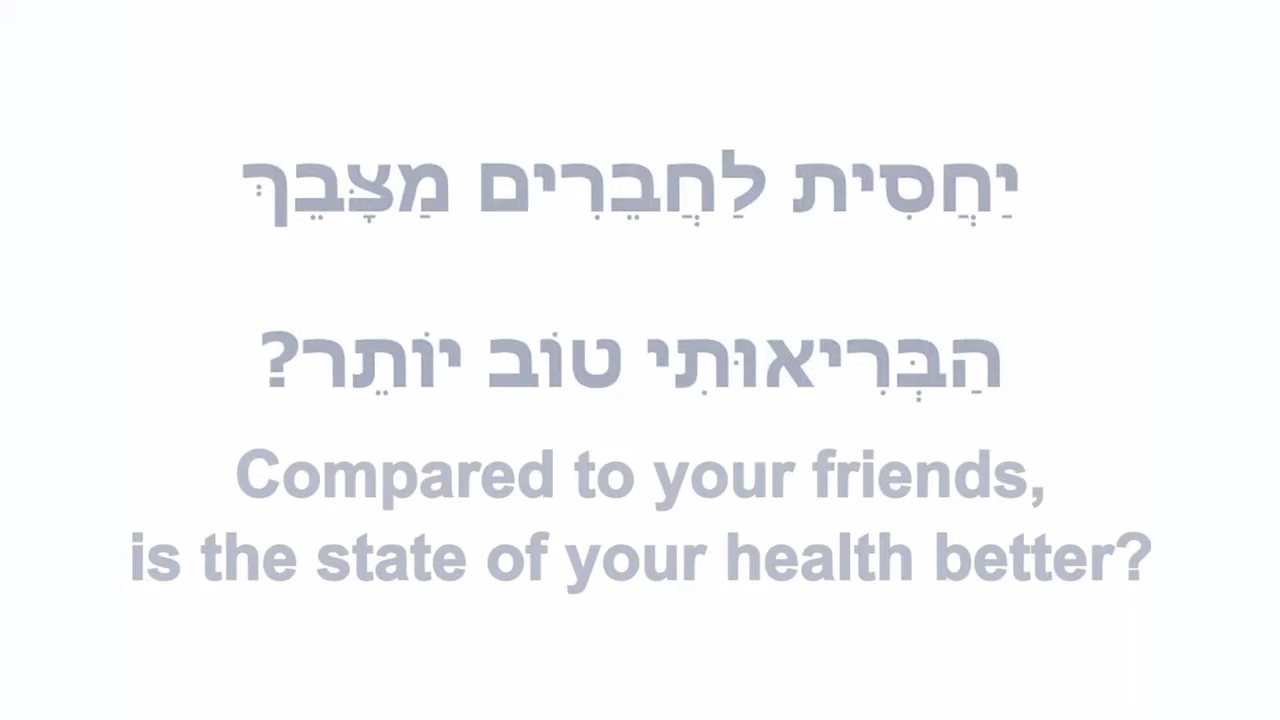 יַחֲסִית לַחֲבֵרִים מַצָּבֵךְ
הַבְּרִיאוּתִי טוֹב יוֹתֵר?
Compared to your friends,
is the state of your health better?